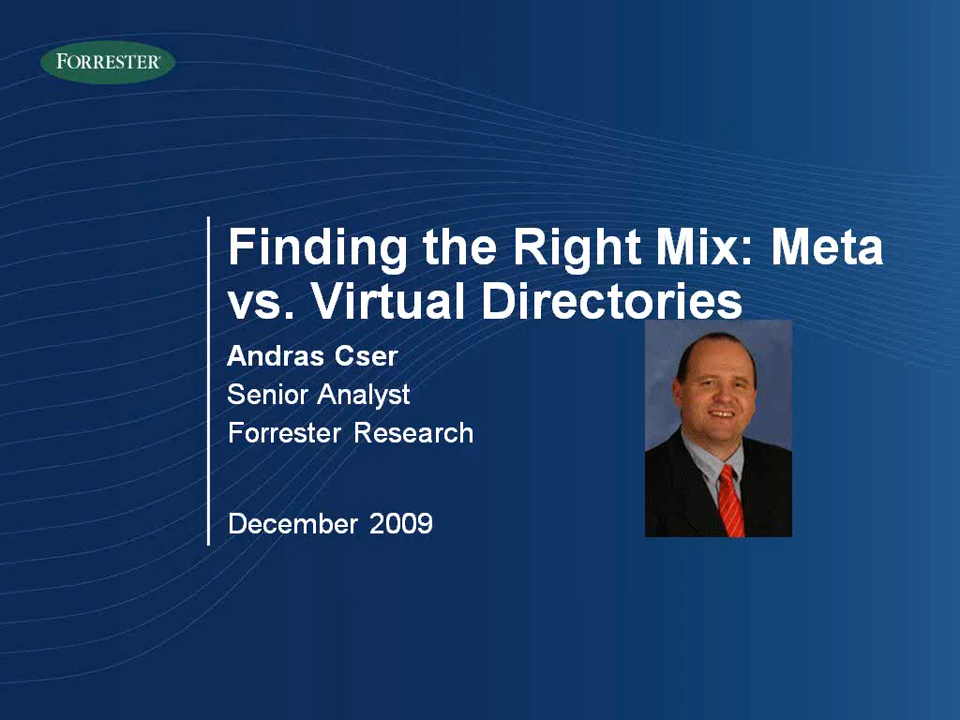 FORRESTER®
Finding the Right Mix: Meta
vs. Virtual Directories
Andras Cser
Senior Analyst
Forrester Research
December 2009